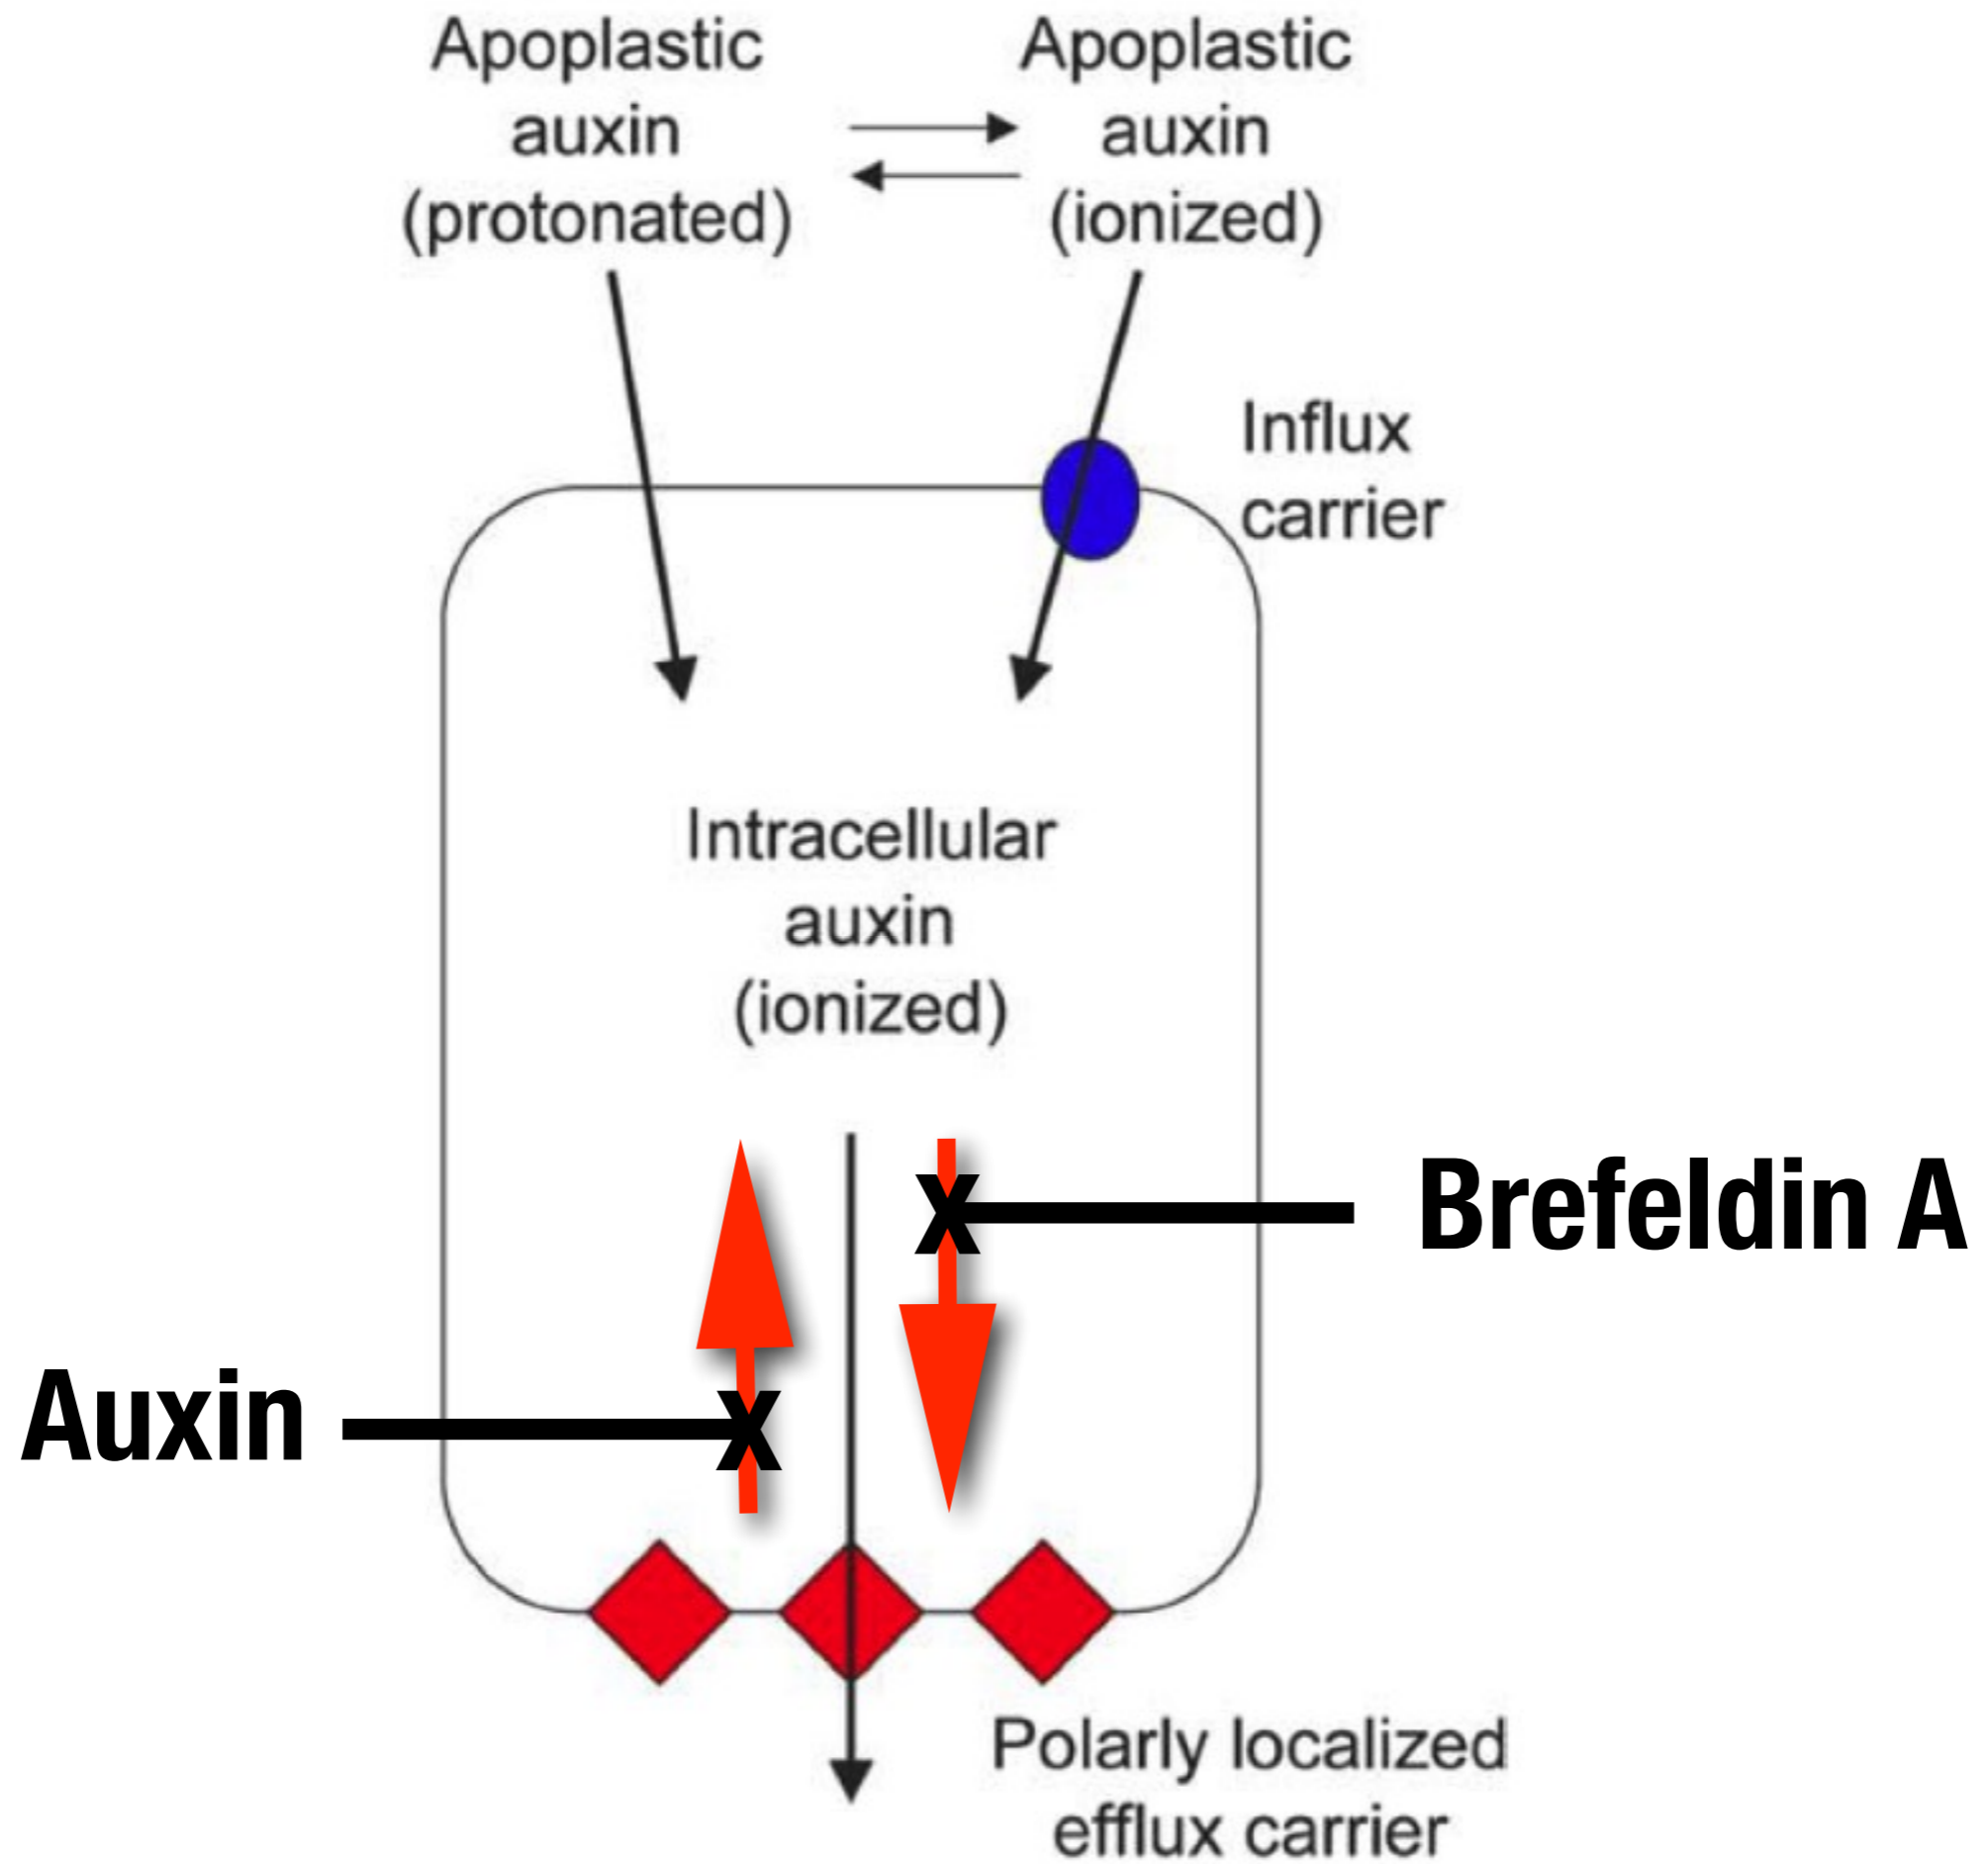 Apoplastic
auxin
(protonated)
Apoplastic
auxin
(ionized)
Influx
carrier
Intracellular
auxin
(ionized)
Brefeldin A
X
Auxin
X
Polarly localized
efflux carrier